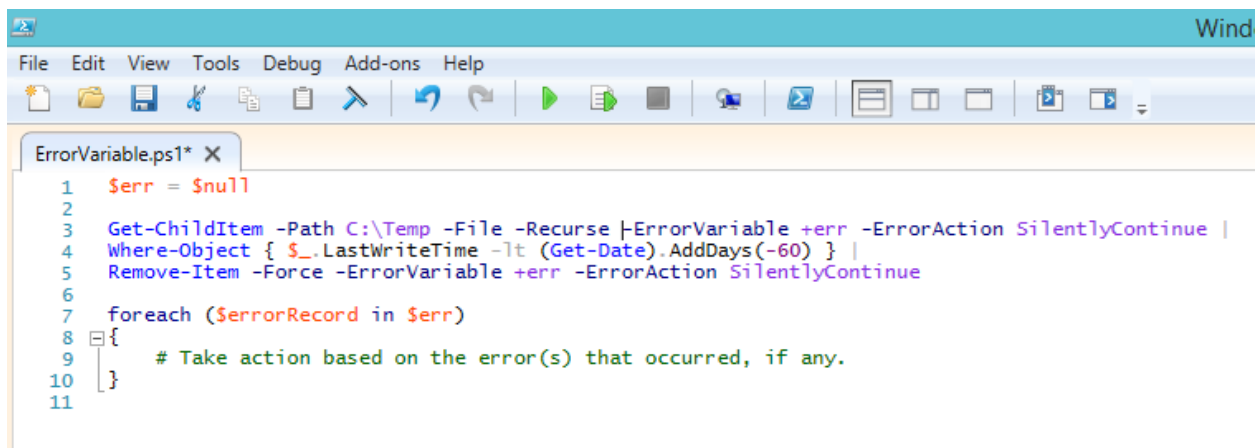 Wind
File Edit View Tools Debug Add-ons Help
ErrorVariable.ps1* X
1 $err = $null
2
3 Get-ChildItem -Path C:\Temp -File -Recurse -ErrorVariable +err -ErrorAction SilentlyContinue |
4 Where-Object { $_.LastWriteTime -lt (Get-Date).AddDays(-60) } |
5 Remove-Item -Force -ErrorVariable +err -ErrorAction SilentlyContinue
6
7 foreach ($errorRecord in $err)
8 {
9     # Take action based on the error(s) that occurred, if any.
10 }
11